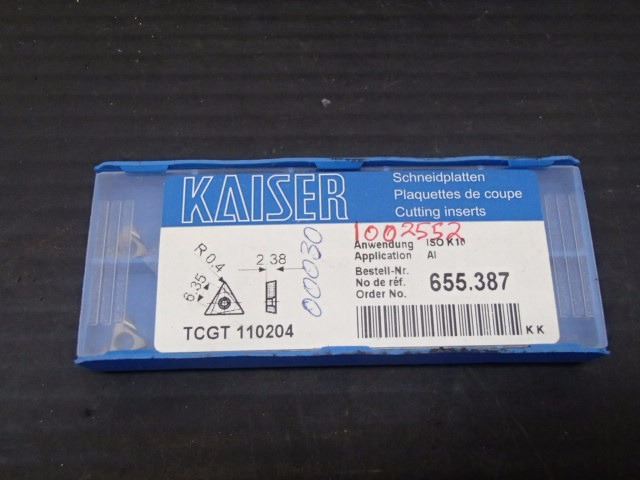 KAISER
Schneidplatten
Plaquettes de coupe
Cutting inserts
1002552
Anwendung ISO K10
Application Al
Bestell-Nr.
No de réf.
Order No.
655.387
R 0.4
6.35
2.38
TCGT 110204
00030
K K